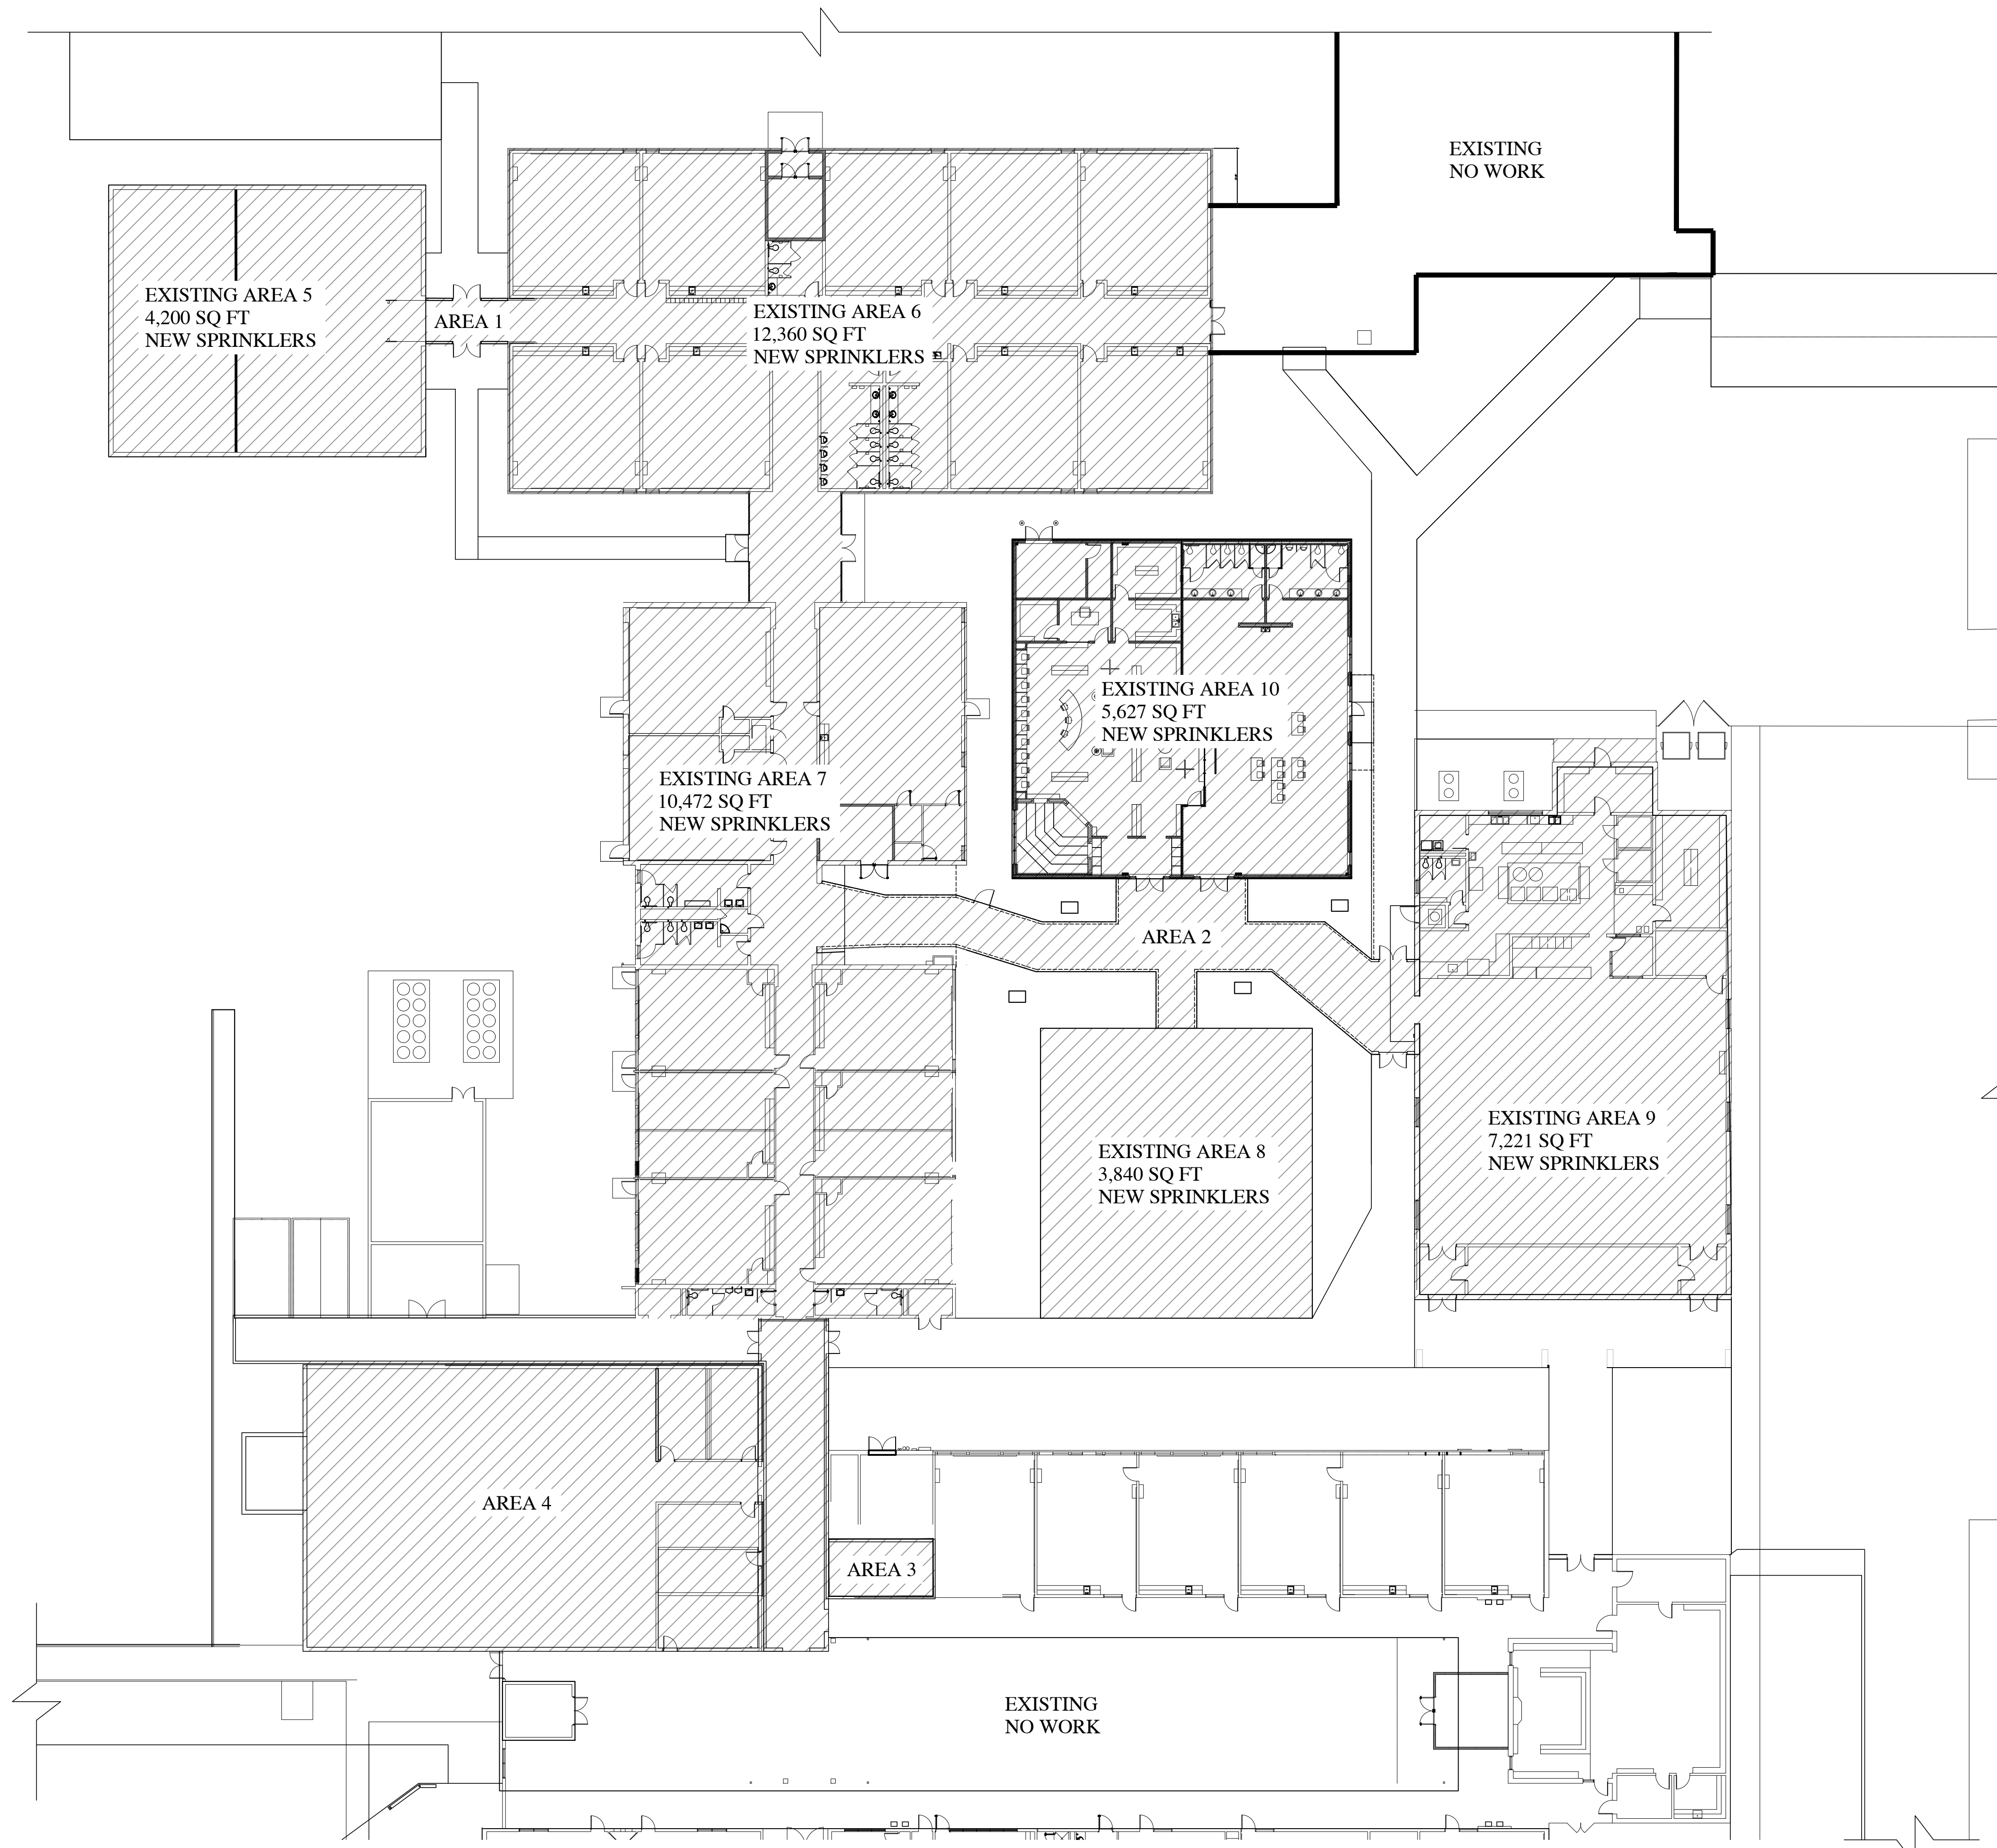 EXISTING
NO WORK
EXISTING AREA 5
4,200 SQ FT
NEW SPRINKLERS
AREA 1
EXISTING AREA 6
12,360 SQ FT
NEW SPRINKLERS
EXISTING AREA 10
5,627 SQ FT
NEW SPRINKLERS
EXISTING AREA 7
10,472 SQ FT
NEW SPRINKLERS
AREA 2
EXISTING AREA 8
3,840 SQ FT
NEW SPRINKLERS
EXISTING AREA 9
7,221 SQ FT
NEW SPRINKLERS
AREA 4
AREA 3
EXISTING
NO WORK